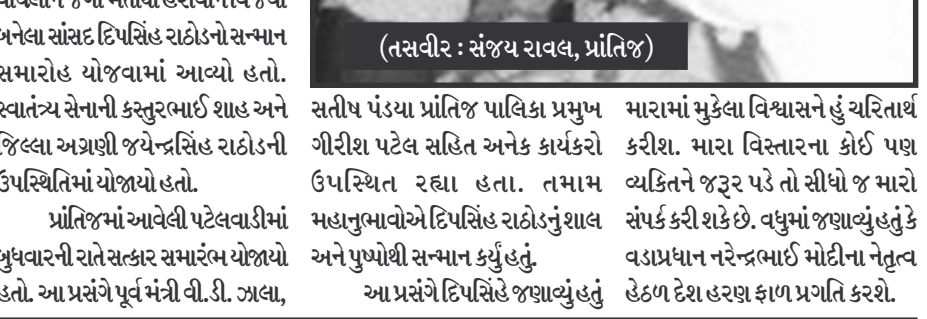 બનેલા સાંસદ દિપસિંહ રાઠોડનો સન્માન
સમારોહ યોજવામાં આવ્યો હતો.
સ્વાતંત્ર્ય સેનાની કસ્તુરભાઈ શાહ અને
જિલ્લા અગ્રણી જયેન્દ્રસિંહ રાઠોડની
ઉપસ્થિતિમાં યોજાયો હતો.
પ્રાંતિજમાં આવેલી પટેલવાડીમાં
બુધવારની રાતે સત્કાર સમારંભ યોજાયો
હતો. આ પ્રસંગે પૂર્વ મંત્રી વી.ડી. ઝાલા,
(તસવીર : સંજય રાવલ, પ્રાંતિજ)
સતીષ પંડયા પ્રાંતિજ પાલિકા પ્રમુખ
ગીરીશ પટેલ સહિત અનેક કાર્યકરો
ઉપસ્થિત રહ્યા હતા. તમામ
મહાનુભાવોએ દિપસિંહ રાઠોડનું શાલ
અને પુષ્પોથી સન્માન કર્યું હતું.
આ પ્રસંગે દિપસિંહે જણાવ્યું હતું
મારામાં મુકેલા વિશ્વાસને હું ચરિતાર્થ
કરીશ. મારા વિસ્તારના કોઈ પણ
વ્યકિતને જરૂર પડે તો સીધો જ મારો
સંપર્ક કરી શકે છે. વધુમાં જણાવ્યું હતું કે
વડાપ્રધાન નરેન્દ્રભાઈ મોદીના નેતૃત્વ
હેઠળ દેશ હરણ ફાળ પ્રગતિ કરશે.